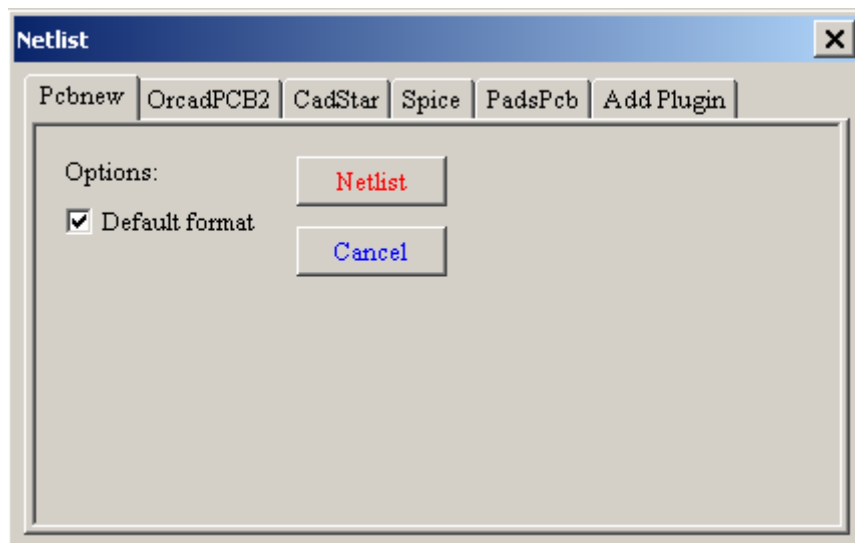 Netlist
Pcbnew OrcadPCB2 CadStar Spice PadsPcb Add Plugin
Options:
Netlist
Default format
Cancel